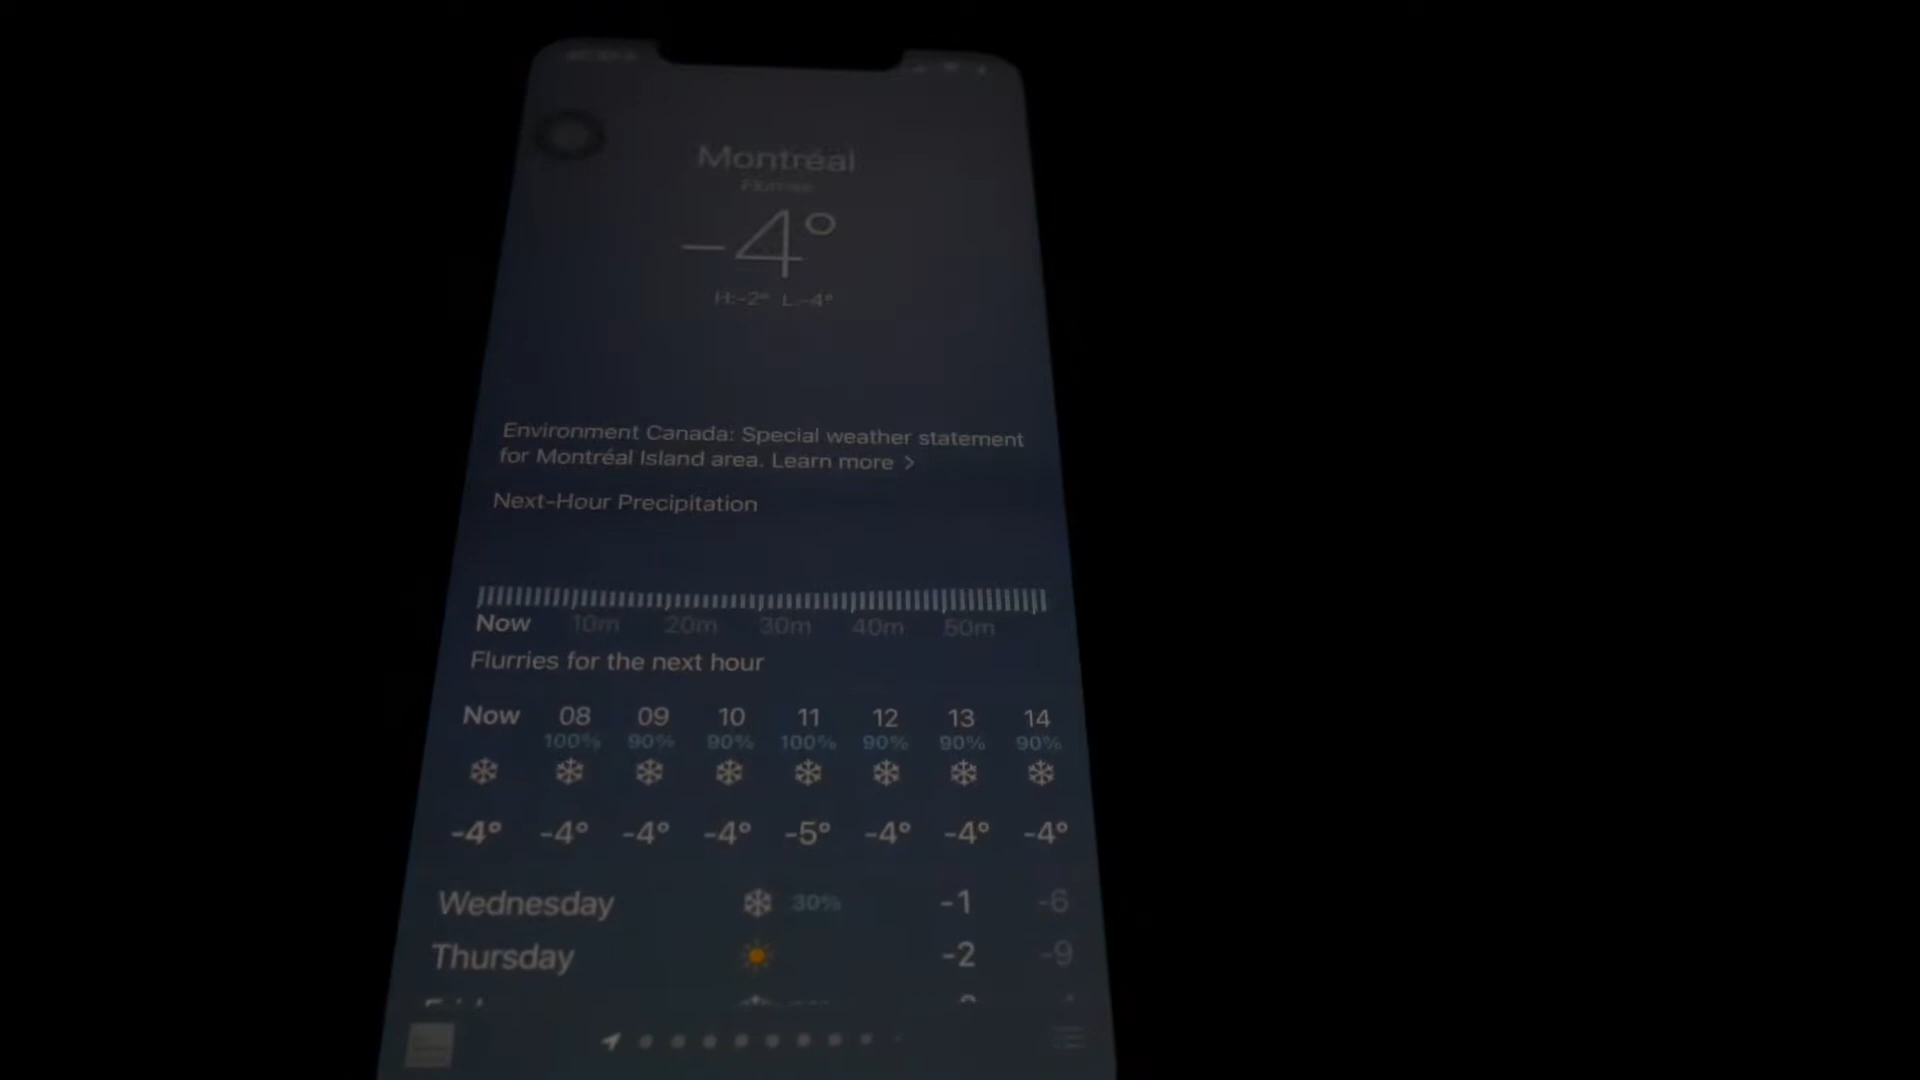 Montréal
Flurries
-4°
H:-2° L:-4°
Environment Canada: Special weather statement
for Montréal Island area. Learn more >
Next-Hour Precipitation
Now 10m 20m 30m 40m 50m
Flurries for the next hour
Now 08 09 10 11 12 13 14
100% 90% 90% 100% 90% 90% 90%
-4° -4° -4° -4° -5° -4° -4° -4°
Wednesday 30% -1 -6
Thursday -2 -9